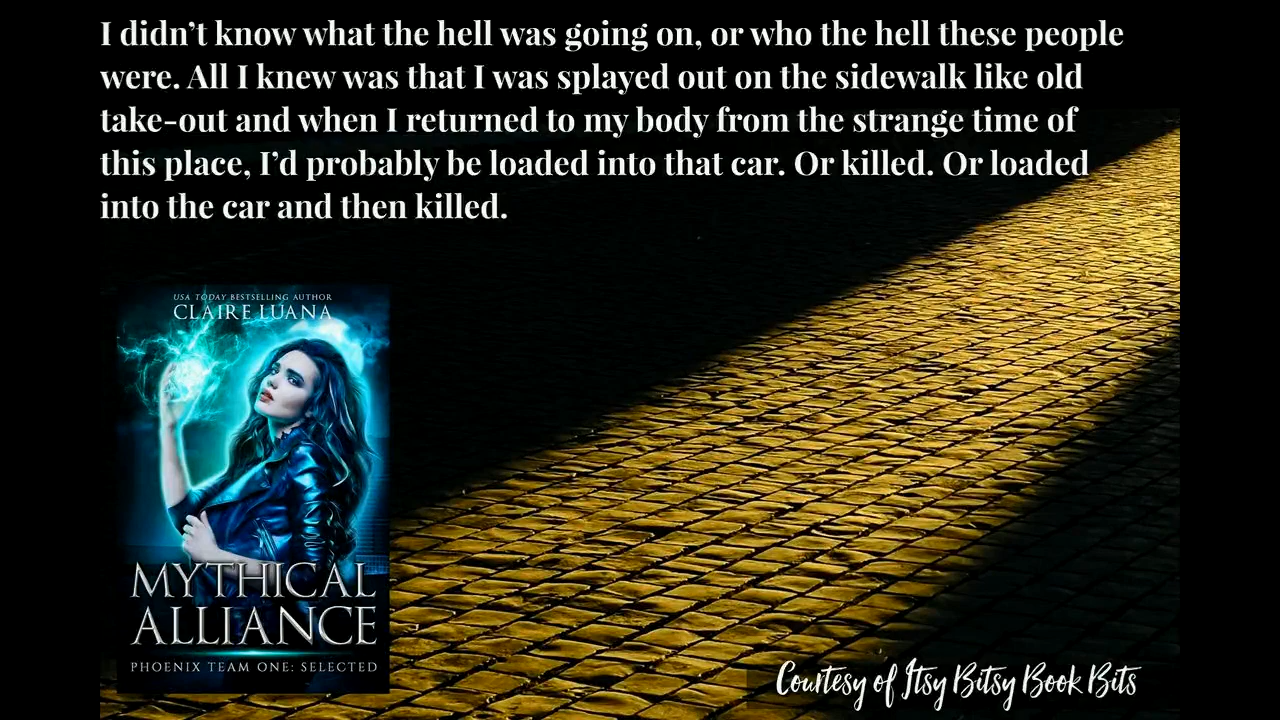 I didn’t know what the hell was going on, or who the hell these people
were. All I knew was that I was splayed out on the sidewalk like old
take-out and when I returned to my body from the strange time of
this place, I’d probably be loaded into that car. Or killed. Or loaded
into the car and then killed.
USA TODAY BESTSELLING AUTHOR
CLAIRE LUANA
MYTHICAL
ALLIANCE
PHOENIX TEAM ONE: SELECTED
Courtesy of Itsy Bitsy Book Bits